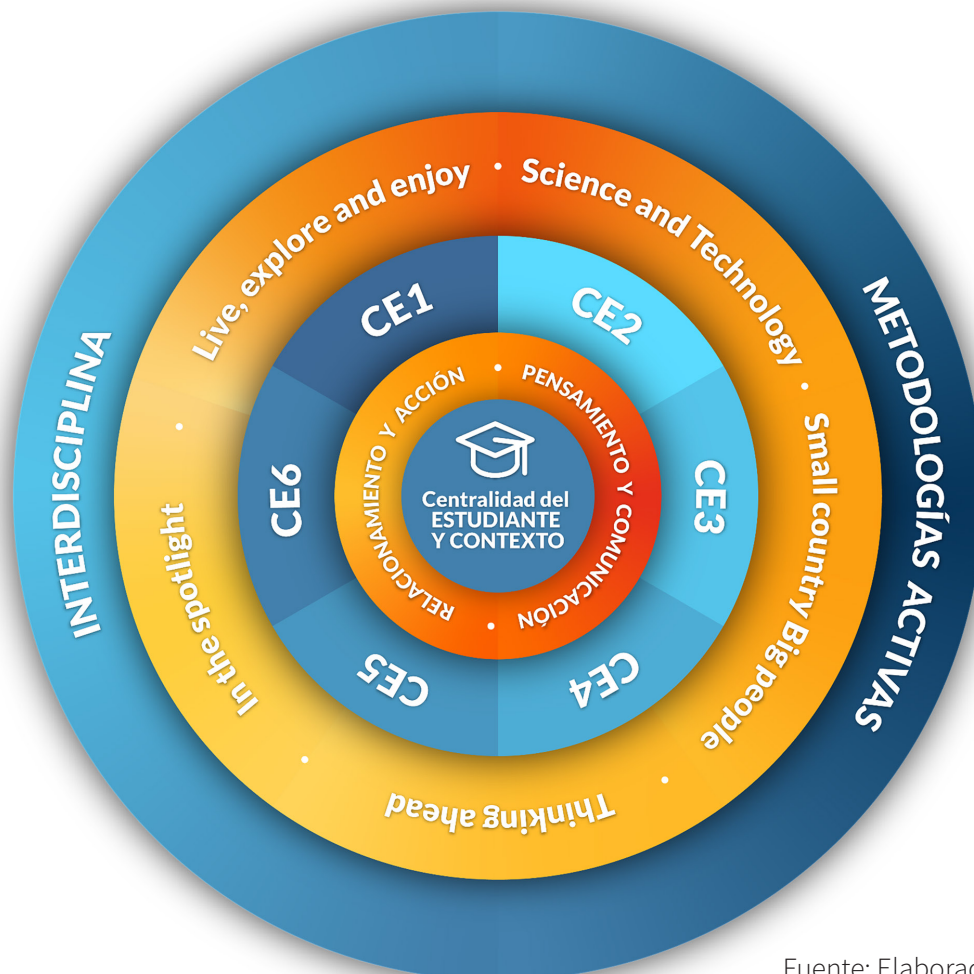 INTERDISCIPLINA
METODOLOGÍAS ACTIVAS
Live, explore and enjoy
•
Science and Technology
•
Small country Big people
•
Thinking ahead
•
In the spotlight
•
CE1
CE2
CE3
CE4
CE5
CE6
RELACIONAMIENTO Y ACCIÓN
•
PENSAMIENTO Y COMUNICACIÓN
•
Centralidad del
ESTUDIANTE
Y CONTEXTO
Fuente: